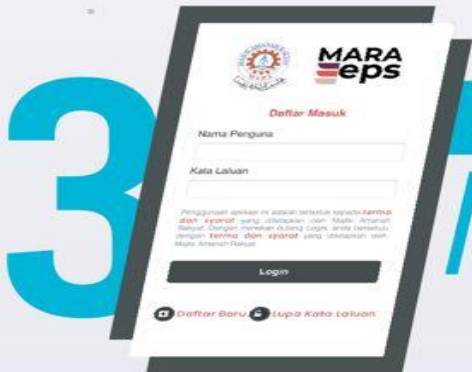 3
MARA
eps
Daftar Masuk
Nama Penguna
Kata Laluan
Penggunaan aplikasi ini adalah tertakluk kepada terma
dan syarat yang ditetapkan oleh Majlis Amanah
Rakyat. Dengan menekan butang Login, anda bersetuju
dengan terma dan syarat yang ditetapkan oleh
Majlis Amanah Rakyat.
Login
Daftar Baru Lupa Kata Laluan